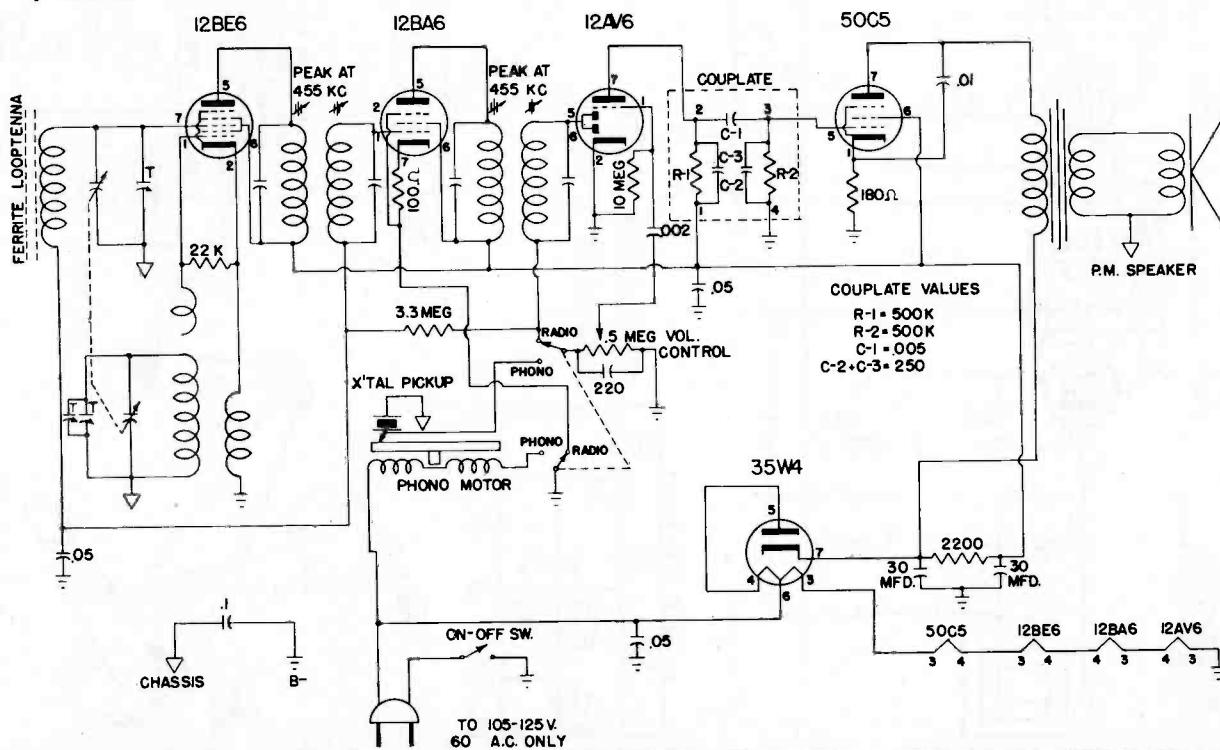 12BE6
12BA6
12AV6
50C5
PEAK AT
455 KC
PEAK AT
455 KC
COUPLATE
FERRITE LOOPTENNA
5
7
1
2
6
5
2
1
7
6
7
1
5
6
2
2
3
1
4
7
6
5
1
.01
T
C-1
C-3
C-2
R-1
R-2
100Ω
10 MEG
180Ω
22 K
.002
.05
P.M. SPEAKER
COUPLATE VALUES
R-1 = 500 K
R-2 = 500 K
C-1 = .005
C-2+C-3 = 250
3.3 MEG
RADIO
.5 MEG VOL.
CONTROL
PHONO
220
X'TAL PICKUP
T
T
PHONO
RADIO
PHONO MOTOR
35W4
5
7
4
3
6
2200
30
MFD.
30
MFD.
.05
.05
.1
CHASSIS
B-
ON-OFF SW.
50C5
12BE6
12BA6
12AV6
3 4
3 4
4 3
4 3
TO 105-125 V.
60 A.C. ONLY